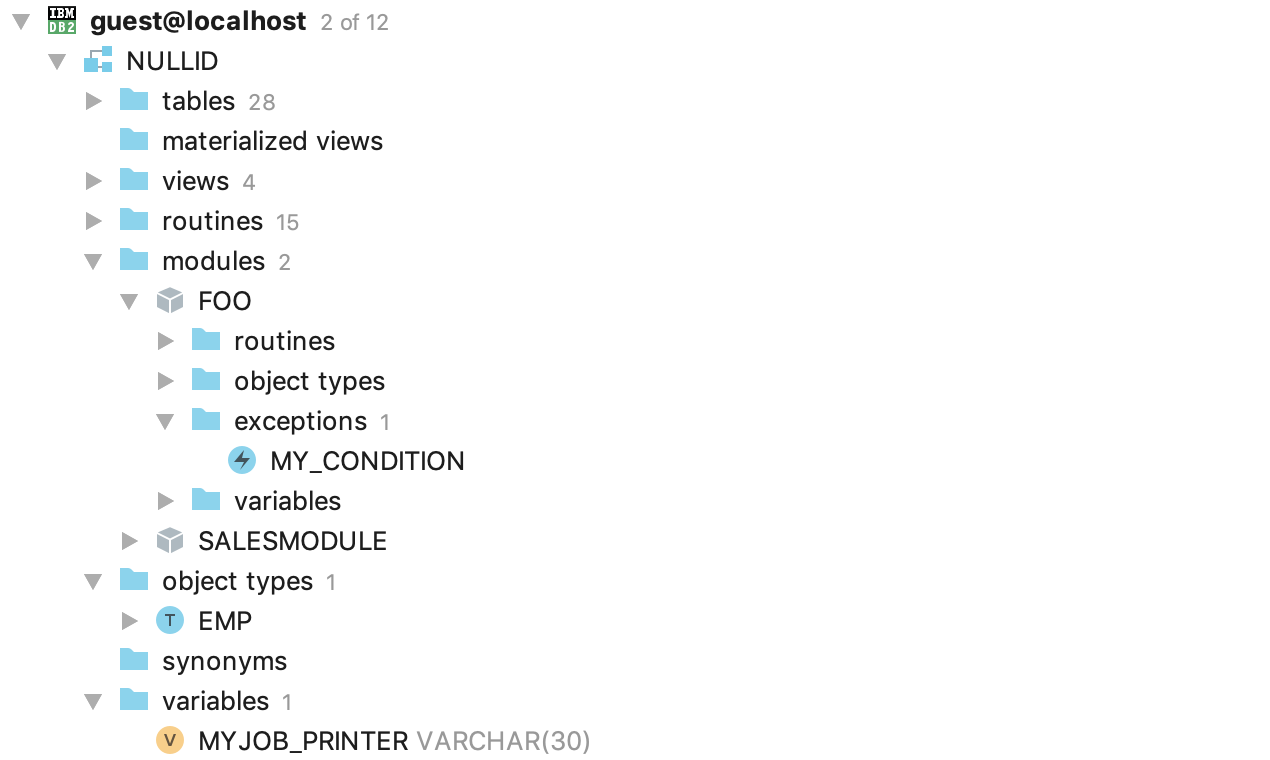 IBM DB2 guest@localhost 2 of 12
NULLID
tables 28
materialized views
views 4
routines 15
modules 2
FOO
routines
object types
exceptions 1
MY_CONDITION
variables
SALESMODULE
object types 1
T EMP
synonyms
variables 1
V MYJOB_PRINTER VARCHAR(30)